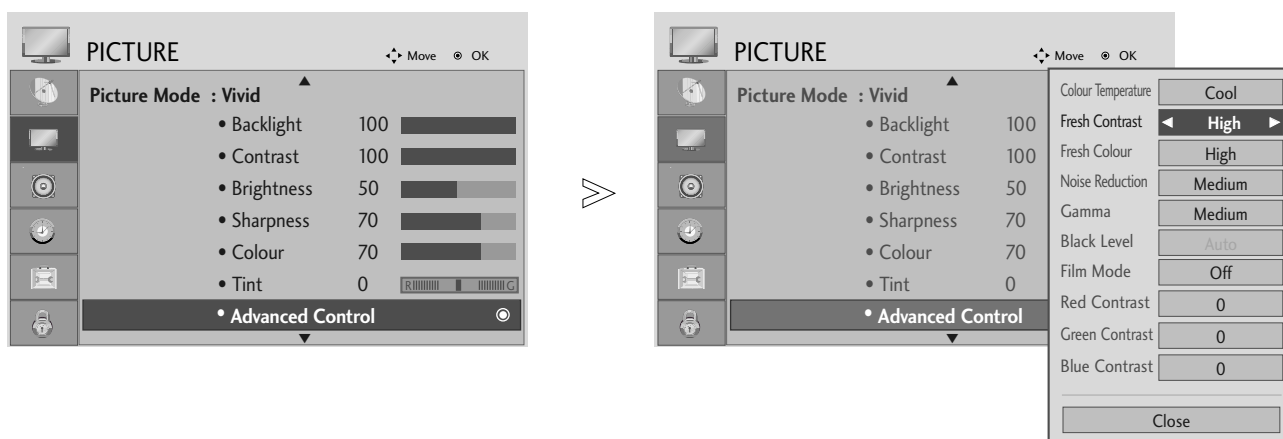 PICTURE
Move OK
Picture Mode : Vivid
• Backlight 100
• Contrast 100
• Brightness 50
• Sharpness 70
• Colour 70
• Tint 0 R G
• Advanced Control
PICTURE
Move OK
Picture Mode : Vivid
• Backlight 100
• Contrast 100
• Brightness 50
• Sharpness 70
• Colour 70
• Tint 0
• Advanced Control
Colour Temperature Cool
Fresh Contrast High
Fresh Colour High
Noise Reduction Medium
Gamma Medium
Black Level Auto
Film Mode Off
Red Contrast 0
Green Contrast 0
Blue Contrast 0
Close